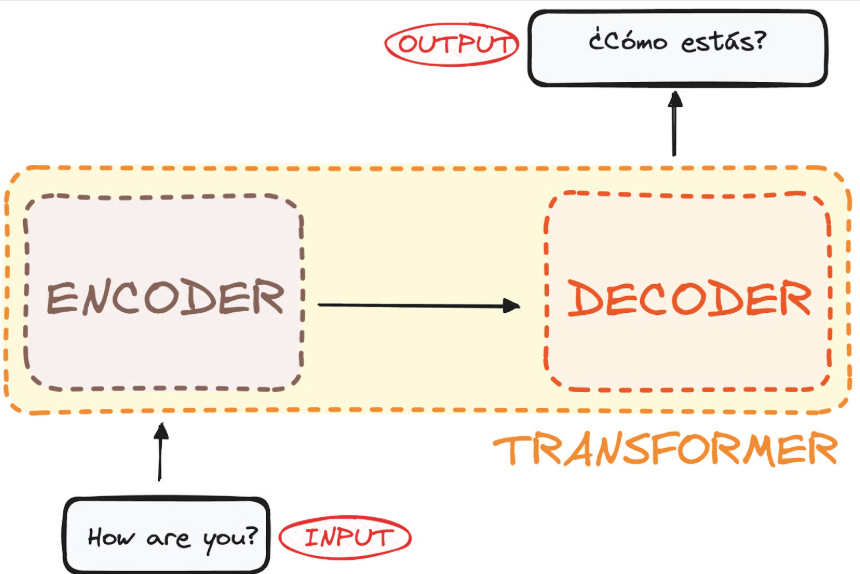 OUTPUT
¿Cómo estás?
ENCODER
DECODER
TRANSFORMER
How are you?
INPUT